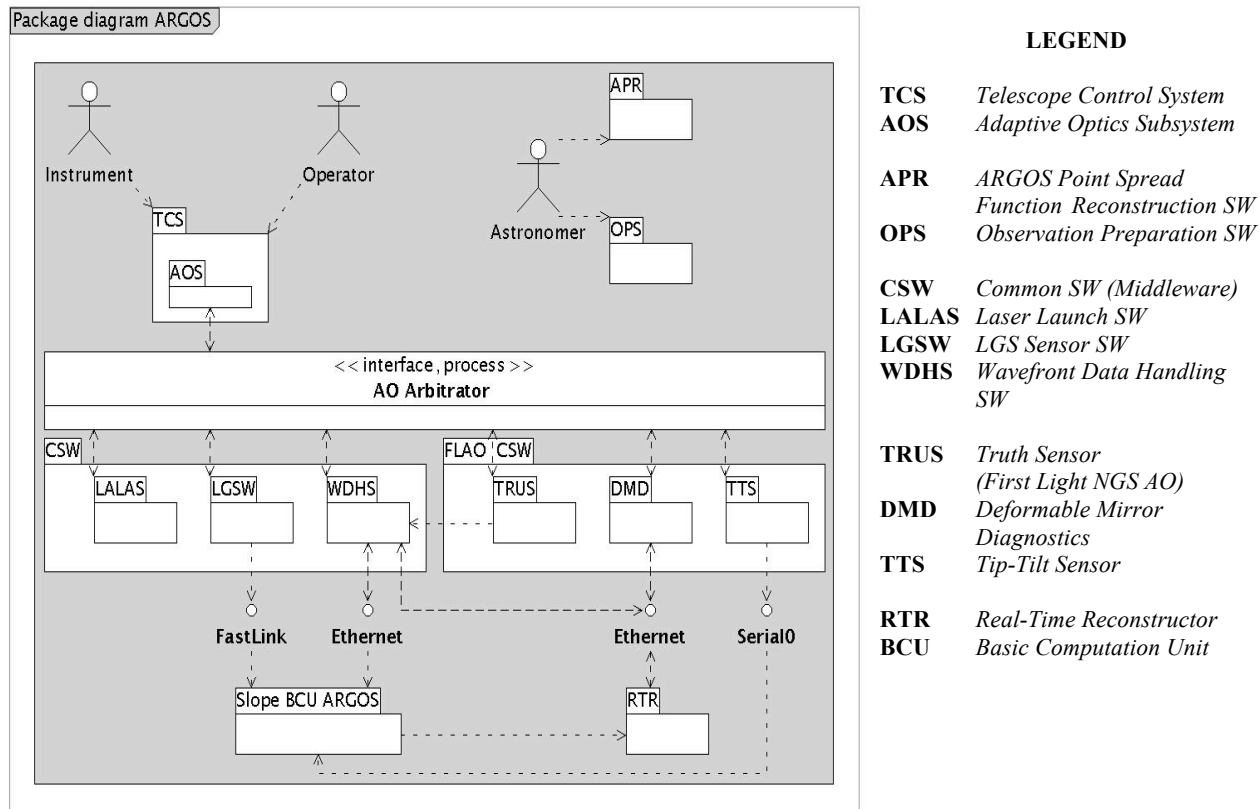 Package diagram ARGOS
APR
Instrument
Operator
Astronomer
TCS
OPS
AOS
<< interface, process >>
AO Arbitrator
CSW
FLAO CSW
LALAS
LGSW
WDHS
TRUS
DMD
TTS
FastLink
Ethernet
Ethernet
Serial0
Slope BCU ARGOS
RTR
LEGEND
TCS Telescope Control System
AOS Adaptive Optics Subsystem
APR ARGOS Point Spread
Function Reconstruction SW
OPS Observation Preparation SW
CSW Common SW (Middleware)
LALAS Laser Launch SW
LGSW LGS Sensor SW
WDHS Wavefront Data Handling
SW
TRUS Truth Sensor
(First Light NGS AO)
DMD Deformable Mirror
Diagnostics
TTS Tip-Tilt Sensor
RTR Real-Time Reconstructor
BCU Basic Computation Unit